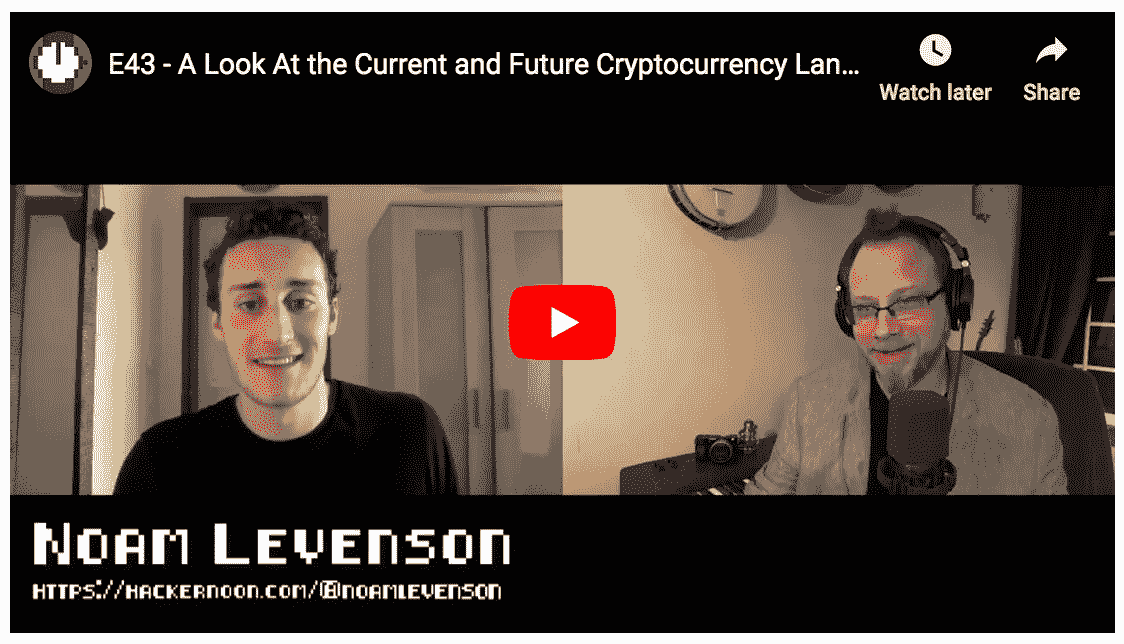 E43 - A Look At the Current and Future Cryptocurrency Lan...
Watch later
Share
NOAM LEVENSON
HTTPS://HACKERNOON.COM/@NOAMLEVENSON